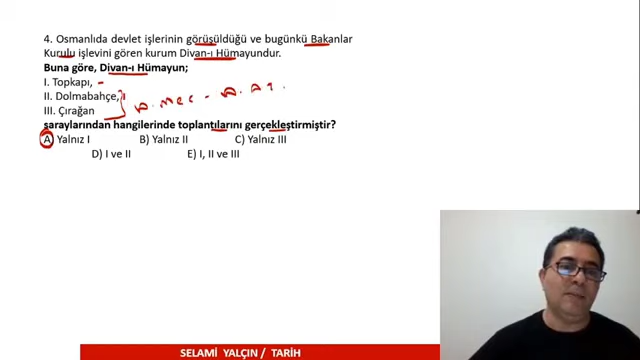 4. Osmanlıda devlet işlerinin görüşüldüğü ve bugünkü Bakanlar
Kurulu işlevini gören kurum Divan-ı Hümayundur.
Buna göre, Divan-ı Hümayun;
I. Topkapı,
II. Dolmabahçe,
III. Çırağan
saraylarından hangilerinde toplantılarını gerçekleştirmiştir?
A) Yalnız I B) Yalnız II C) Yalnız III
D) I ve II E) I, II ve III
SELAMİ YALÇIN / TARİH